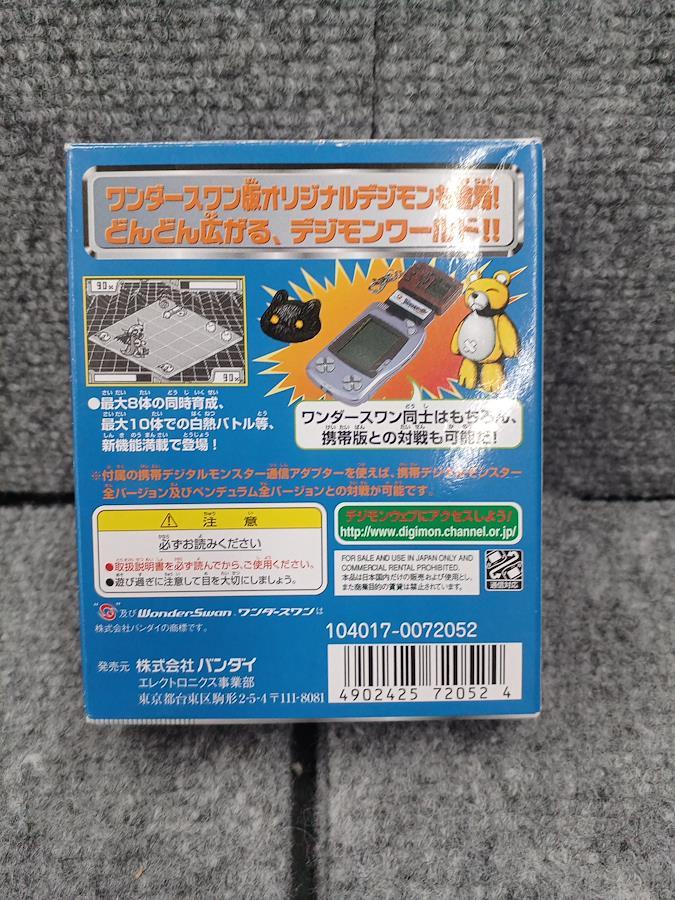 ワンダースワン版オリジナルデジモンも登場!
どんどん広がる、デジモンワールド!!
●最大8体の同時育成、
最大10体での白熱バトル等、
新機能満載で登場!
ワンダースワン同士はもちろん、
携帯版との対戦も可能だ!
※付属の携帯デジタルモンスター通信アダプターを使えば、携帯デジタルモンスター
全バージョン及びペンデュラム全バージョンとの対戦が可能です。
⚠ 注意
必ずお読みください
●取扱説明書を必ず読んでから、ご使用ください。
●遊び過ぎに注意して目を大切にしましょう。
デジモンウェブにアクセスしよう!
http://www.digimon.channel.or.jp/
FOR SALE AND USE IN JAPAN ONLY AND
COMMERCIAL RENTAL PROHIBITED.
本品は日本国内だけの販売および使用とし、
また商業目的の賃貸は禁止されています。
通信対応
及びWonderSwan、ワンダースワンは
株式会社バンダイの商標です。
104017-0072052
発売元 株式会社バンダイ
エレクトロニクス事業部
東京都台東区駒形2-5-4 〒111-8081
4902425 72052 4